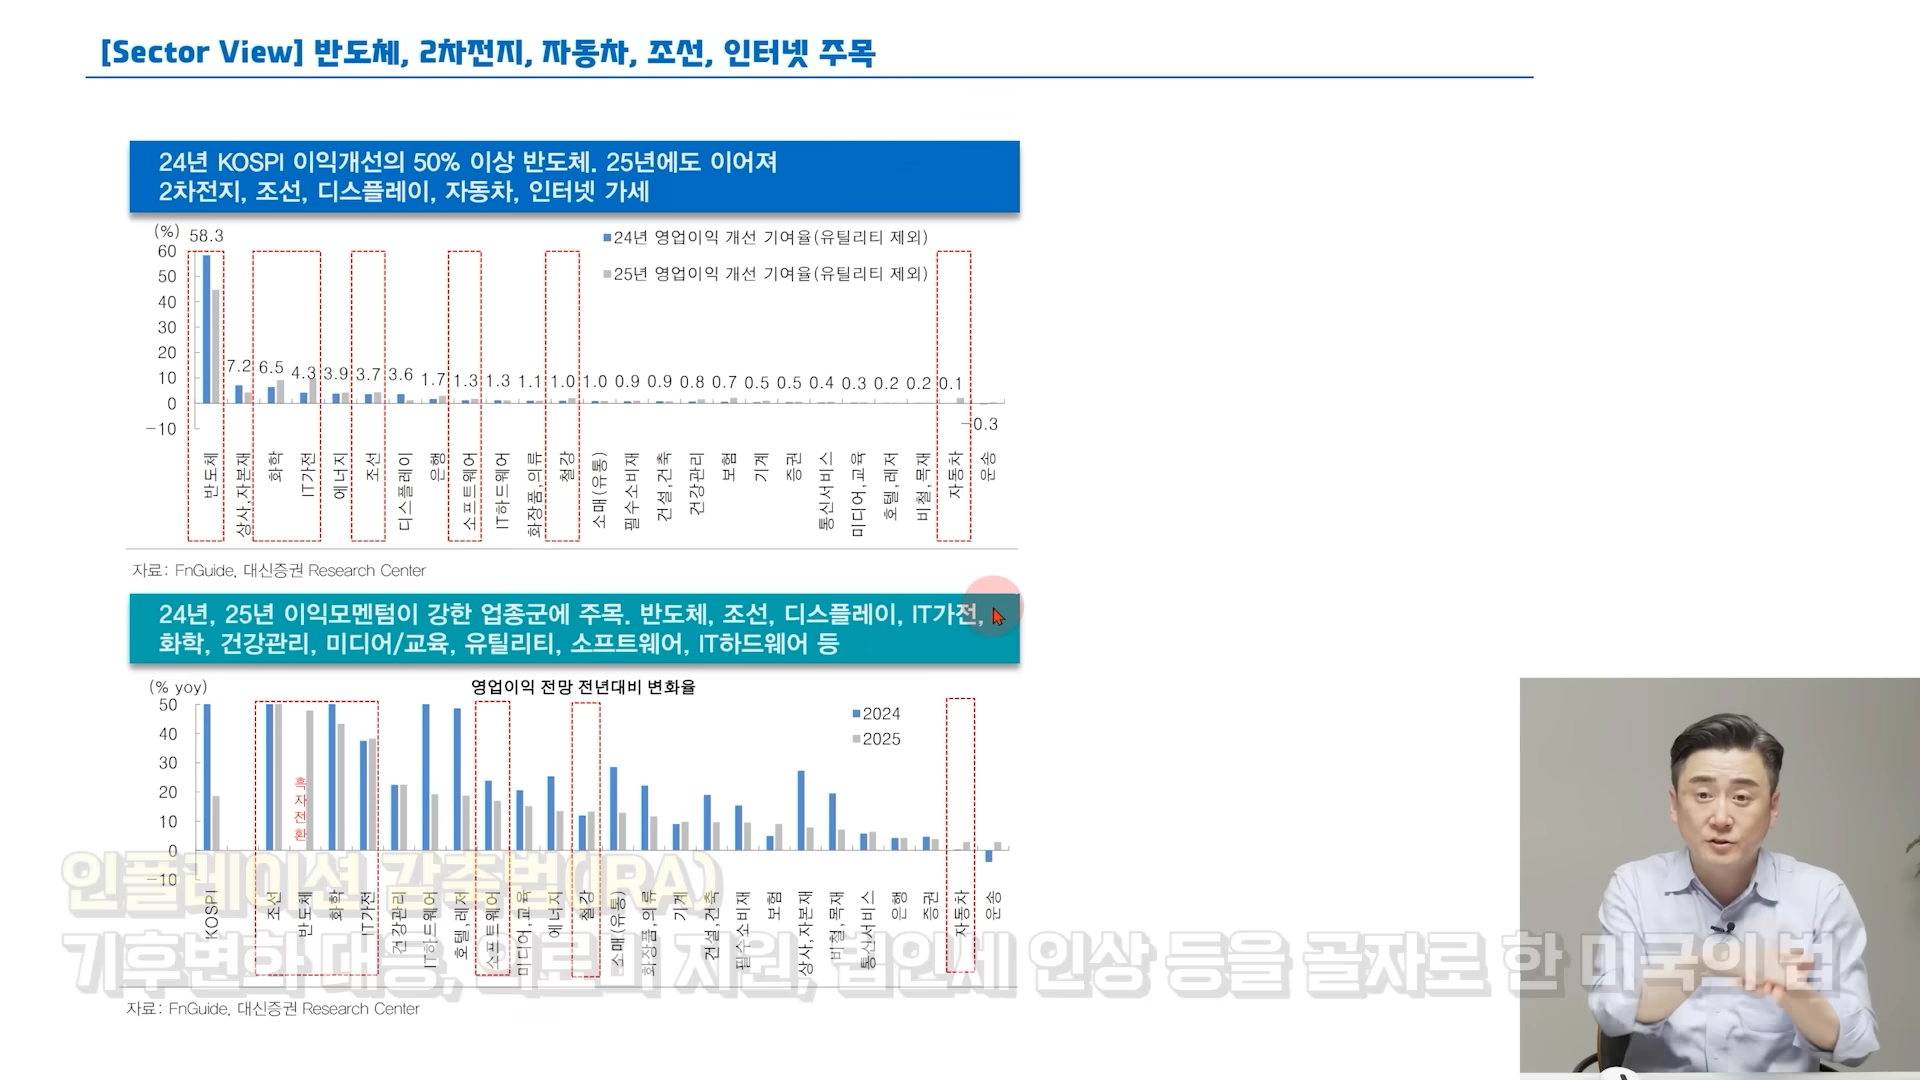 [Sector View] 반도체, 2차전지, 자동차, 조선, 인터넷 주목
24년 KOSPI 이익개선의 50% 이상 반도체. 25년에도 이어져
2차전지, 조선, 디스플레이, 자동차, 인터넷 가세
(%)
58.3
24년 영업이익 개선 기여율(유틸리티 제외)
25년 영업이익 개선 기여율(유틸리티 제외)
60
50
40
30
20
10
0
-10
7.2 6.5 4.3 3.9 3.7 3.6 1.7 1.3 1.3 1.1 1.0 1.0 0.9 0.9 0.8 0.7 0.5 0.5 0.4 0.3 0.2 0.2 0.1
-0.3
반도체 상사,자본재 화학 IT가전 에너지 조선 디스플레이 은행 소프트웨어 IT하드웨어 화장품,의류 철강 소매(유통) 필수소비재 건설,건축 건강관리 보험 기계 증권 통신서비스 미디어,교육 호텔,레저 비철,목재 자동차 운송
자료: FnGuide, 대신증권 Research Center
24년, 25년 이익모멘텀이 강한 업종군에 주목. 반도체, 조선, 디스플레이, IT가전,
화학, 건강관리, 미디어/교육, 유틸리티, 소프트웨어, IT하드웨어 등
(% yoy)
영업이익 전망 전년대비 변화율
2024
2025
50
40
30
20
10
0
-10
흑자전환
KOSPI 조선 반도체 화학 IT가전 건강관리 IT하드웨어 호텔,레저 소프트웨어 미디어,교육 에너지 철강 소매(유통) 화장품,의류 기계 건설,건축 필수소비재 보험 상사,자본재 비철,목재 통신서비스 은행 증권 자동차 운송
인플레이션 감축법(IRA)
기후변화 대응, 의료비 지원, 법인세 인상 등을 골자로 한 미국의 법
자료: FnGuide, 대신증권 Research Center